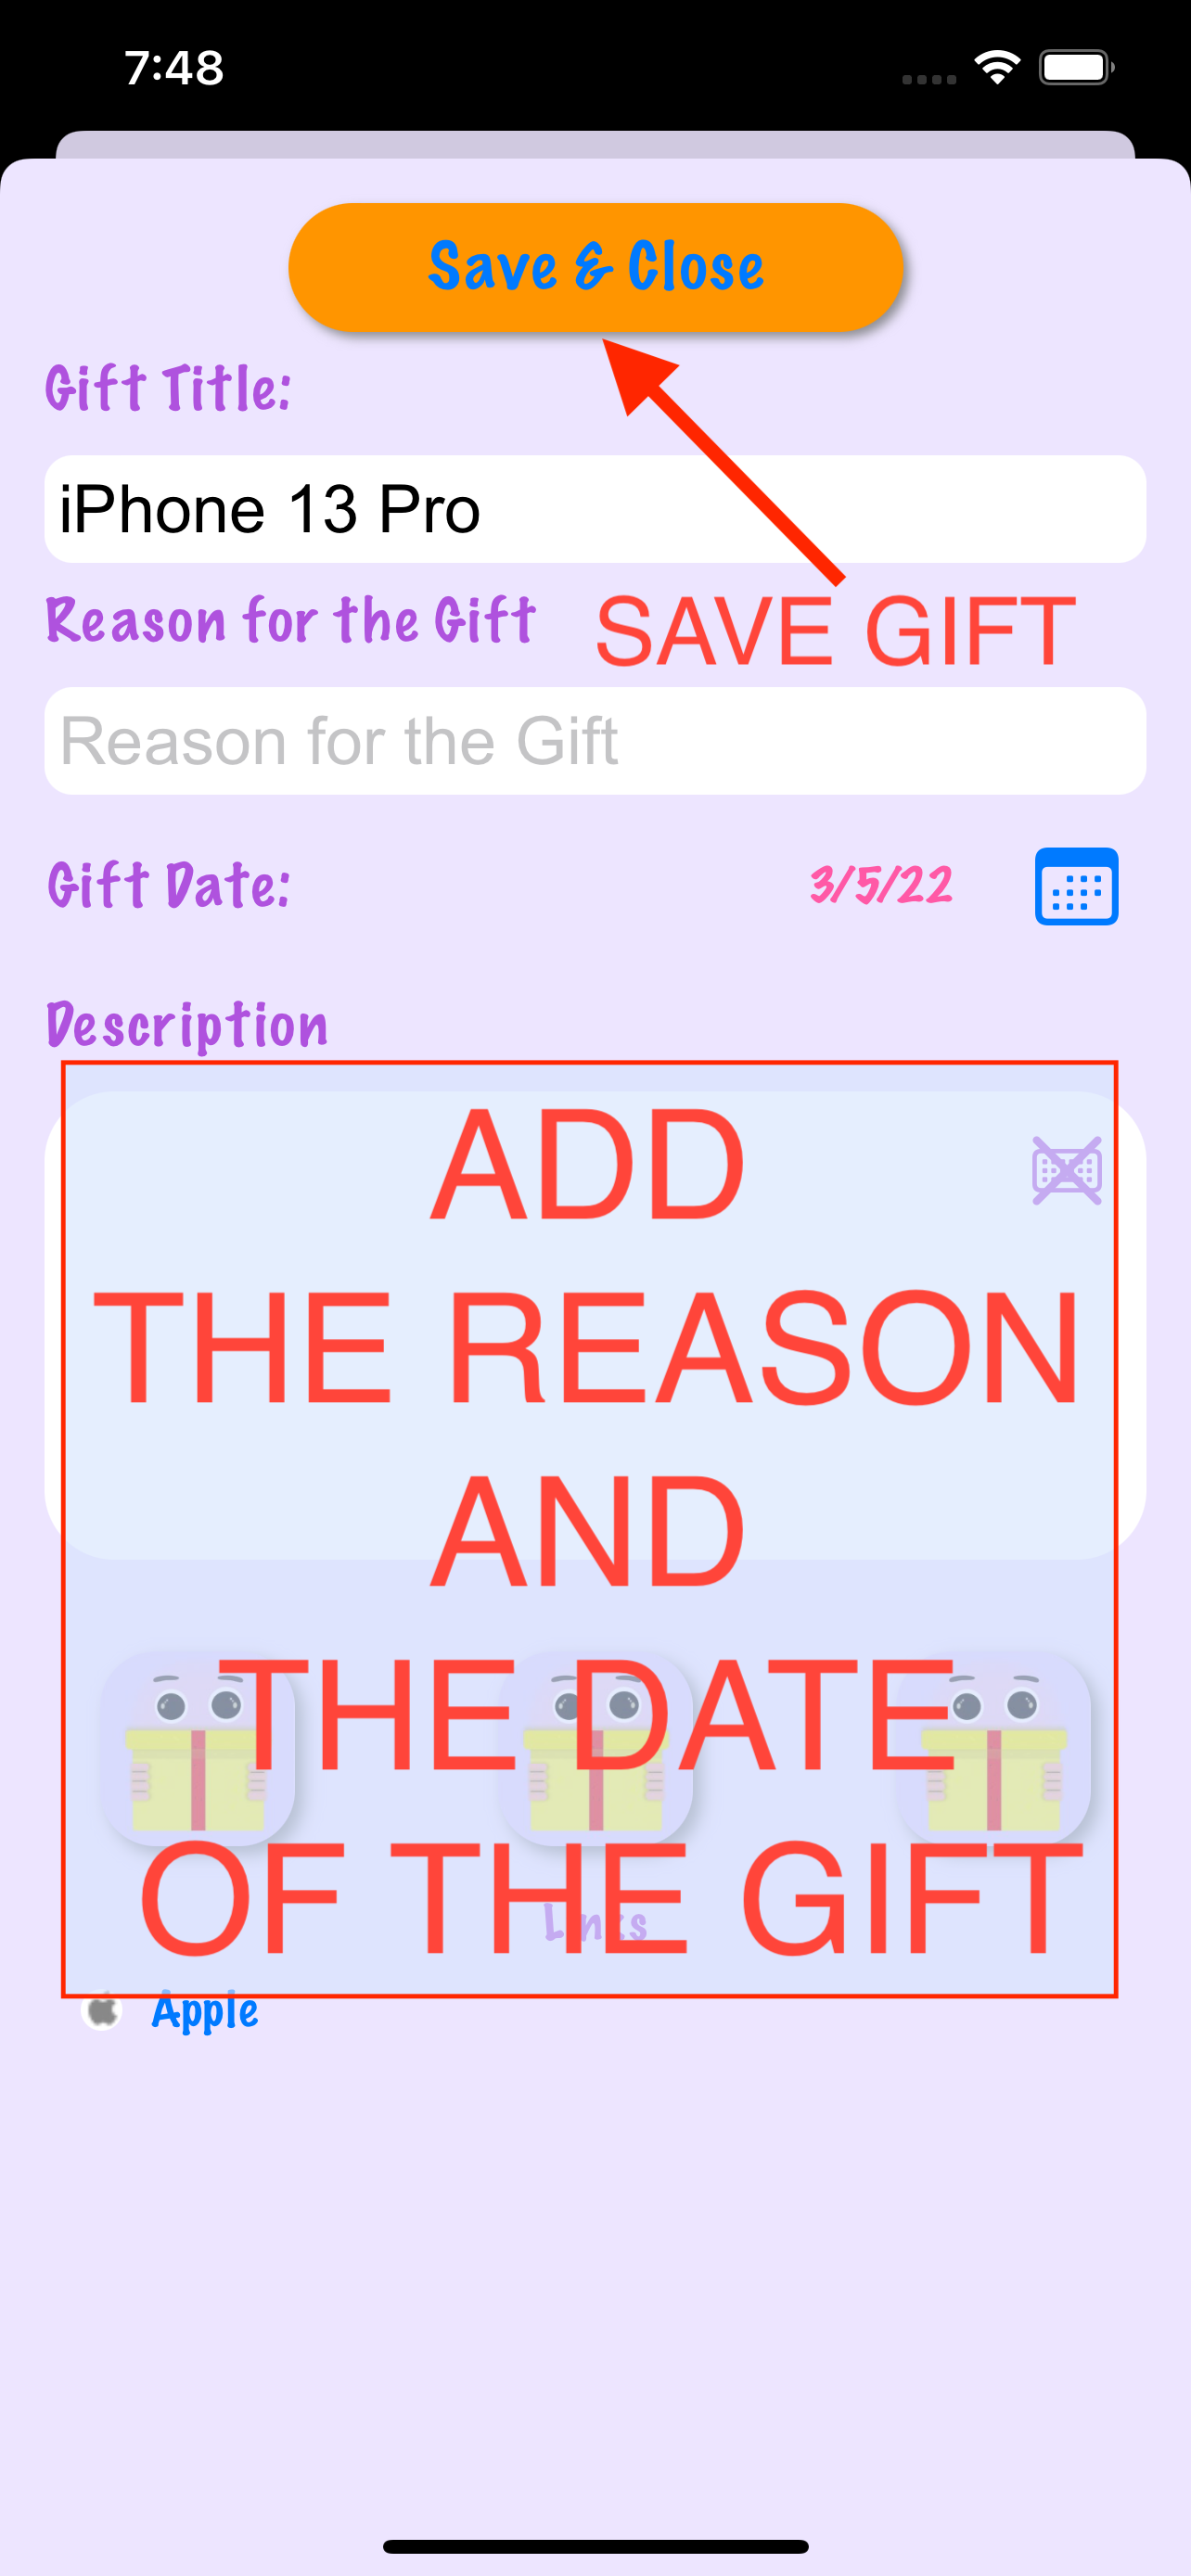 7:48
Save & Close
Gift Title:
iPhone 13 Pro
Reason for the Gift
SAVE GIFT
Reason for the Gift
Gift Date:
3/5/22
Description
ADD
THE REASON
AND
THE DATE
OF THE GIFT
Links
Apple